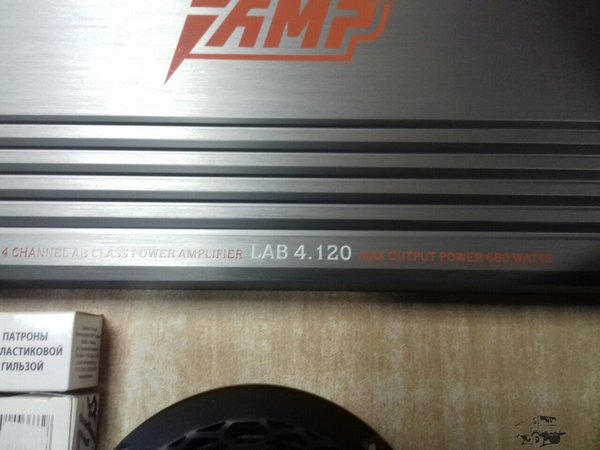 AMP
4 CHANNEL AB CLASS POWER AMPLIFIER LAB 4.120 MAX OUTPUT POWER 680 WATTS
ПАТРОНЫ
ЛАСТИКОВОЙ
ГИЛЬЗОЙ